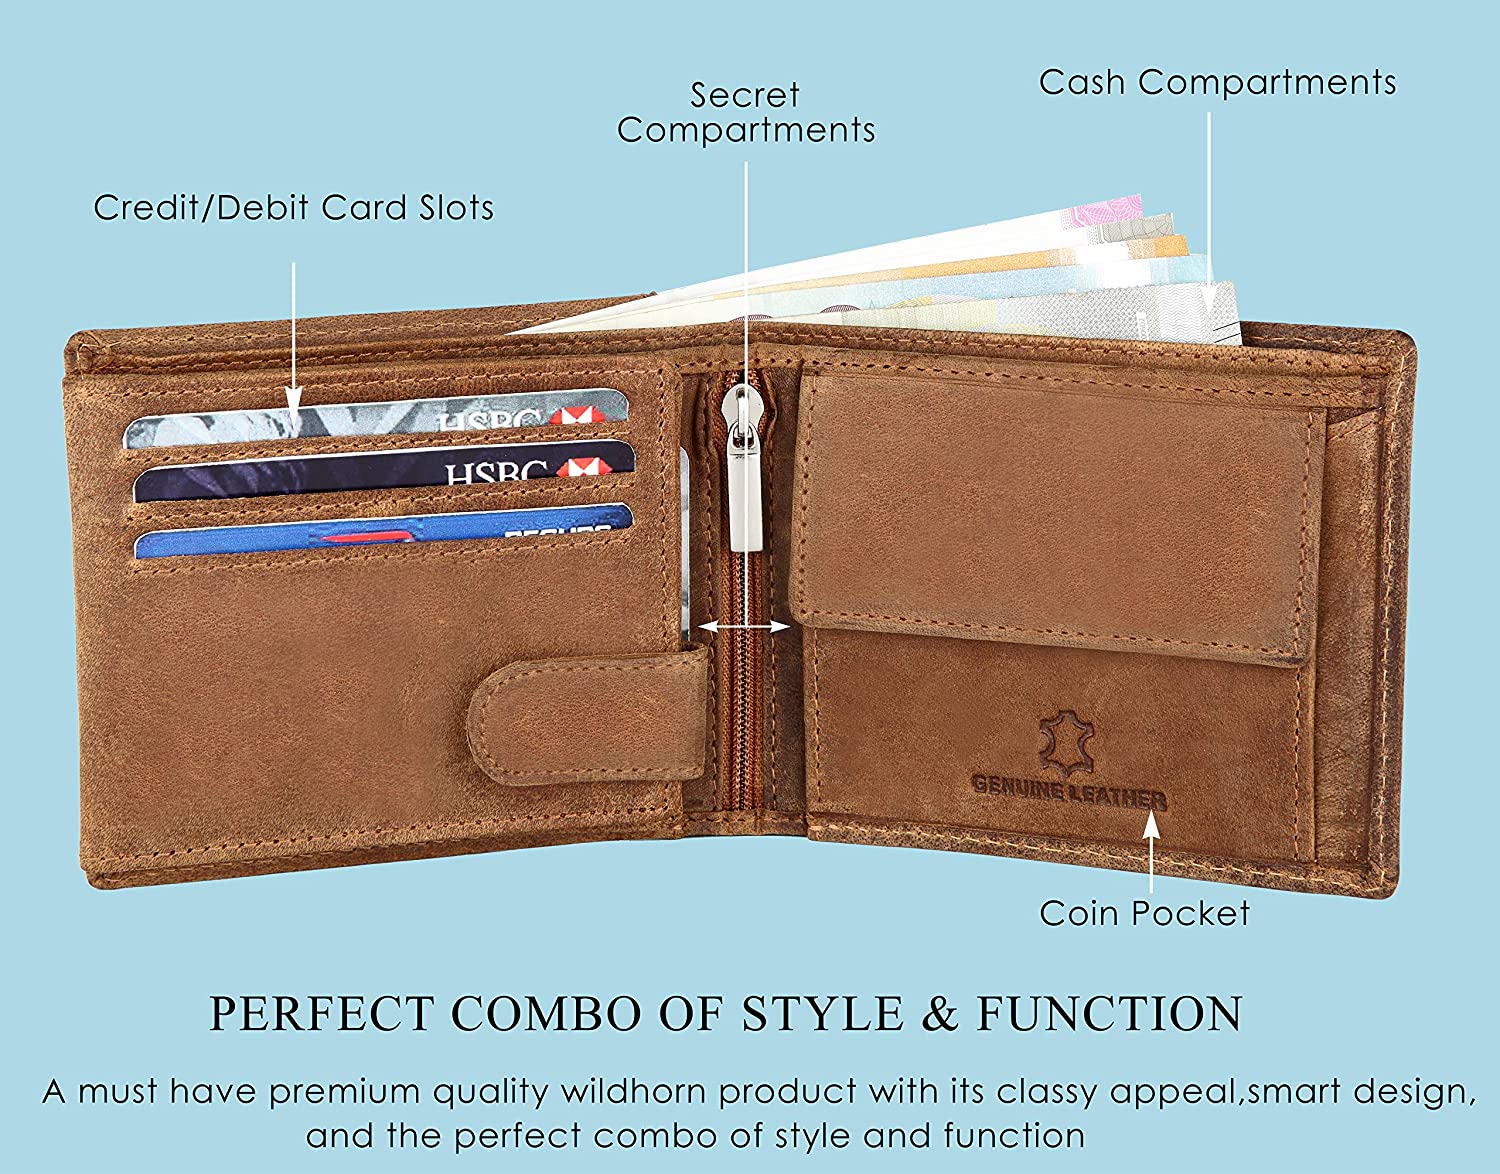 Secret
Compartments
Cash Compartments
Credit/Debit Card Slots
HSBC
HSBC
GENUINE LEATHER
Coin Pocket
PERFECT COMBO OF STYLE & FUNCTION
A must have premium quality wildhorn product with its classy appeal,smart design,
and the perfect combo of style and function